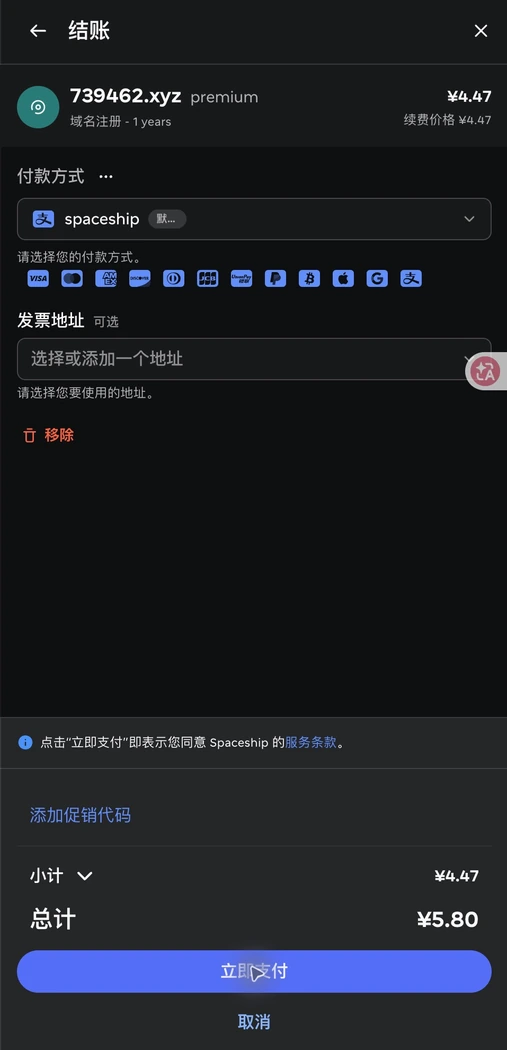 结账
739462.xyz premium ¥4.47
域名注册 - 1 years 续费价格 ¥4.47
付款方式 ...
spaceship 默...
请选择您的付款方式。
VISA AMEX DISCOVER JCB
发票地址 可选
选择或添加一个地址
请选择您要使用的地址。
移除
点击“立即支付”即表示您同意 Spaceship 的服务条款。
添加促销代码
小计 ¥4.47
总计 ¥5.80
立即支付
取消